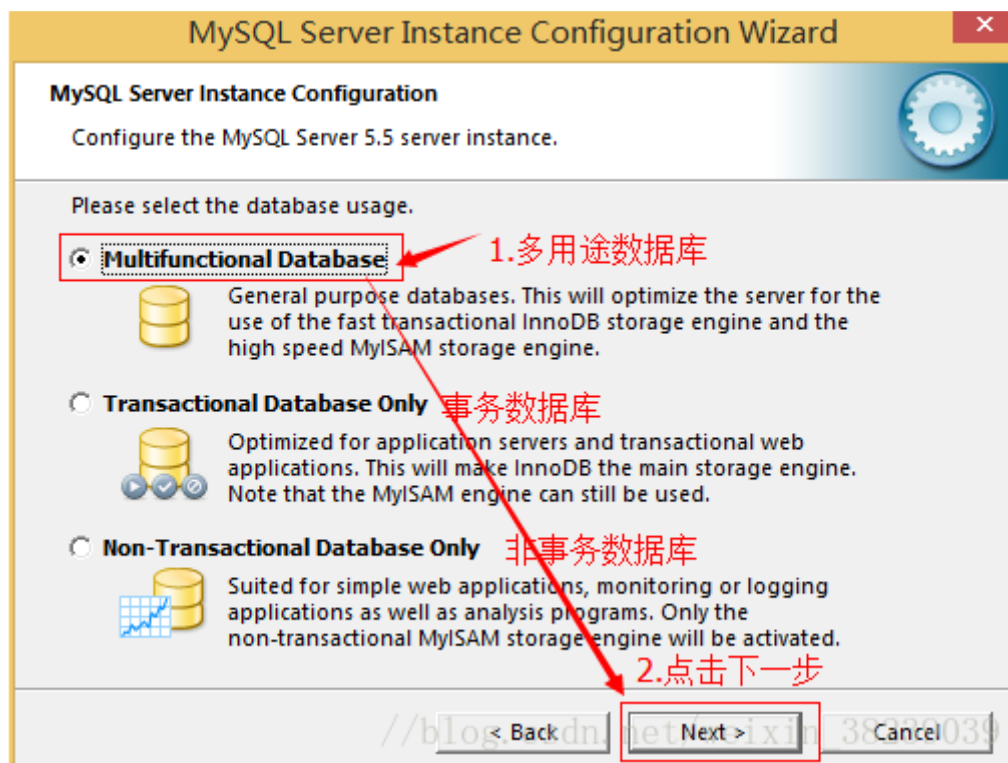 MySQL Server Instance Configuration Wizard
×
MySQL Server Instance Configuration
Configure the MySQL Server 5.5 server instance.
Please select the database usage.
Multifunctional Database
1.多用途数据库
General purpose databases. This will optimize the server for the
use of the fast transactional InnoDB storage engine and the
high speed MyISAM storage engine.
Transactional Database Only 事务数据库
Optimized for application servers and transactional web
applications. This will make InnoDB the main storage engine.
Note that the MyISAM engine can still be used.
Non-Transactional Database Only 非事务数据库
Suited for simple web applications, monitoring or logging
applications as well as analysis programs. Only the
non-transactional MyISAM storage engine will be activated.
2.点击下一步
< Back
Next >
Cancel